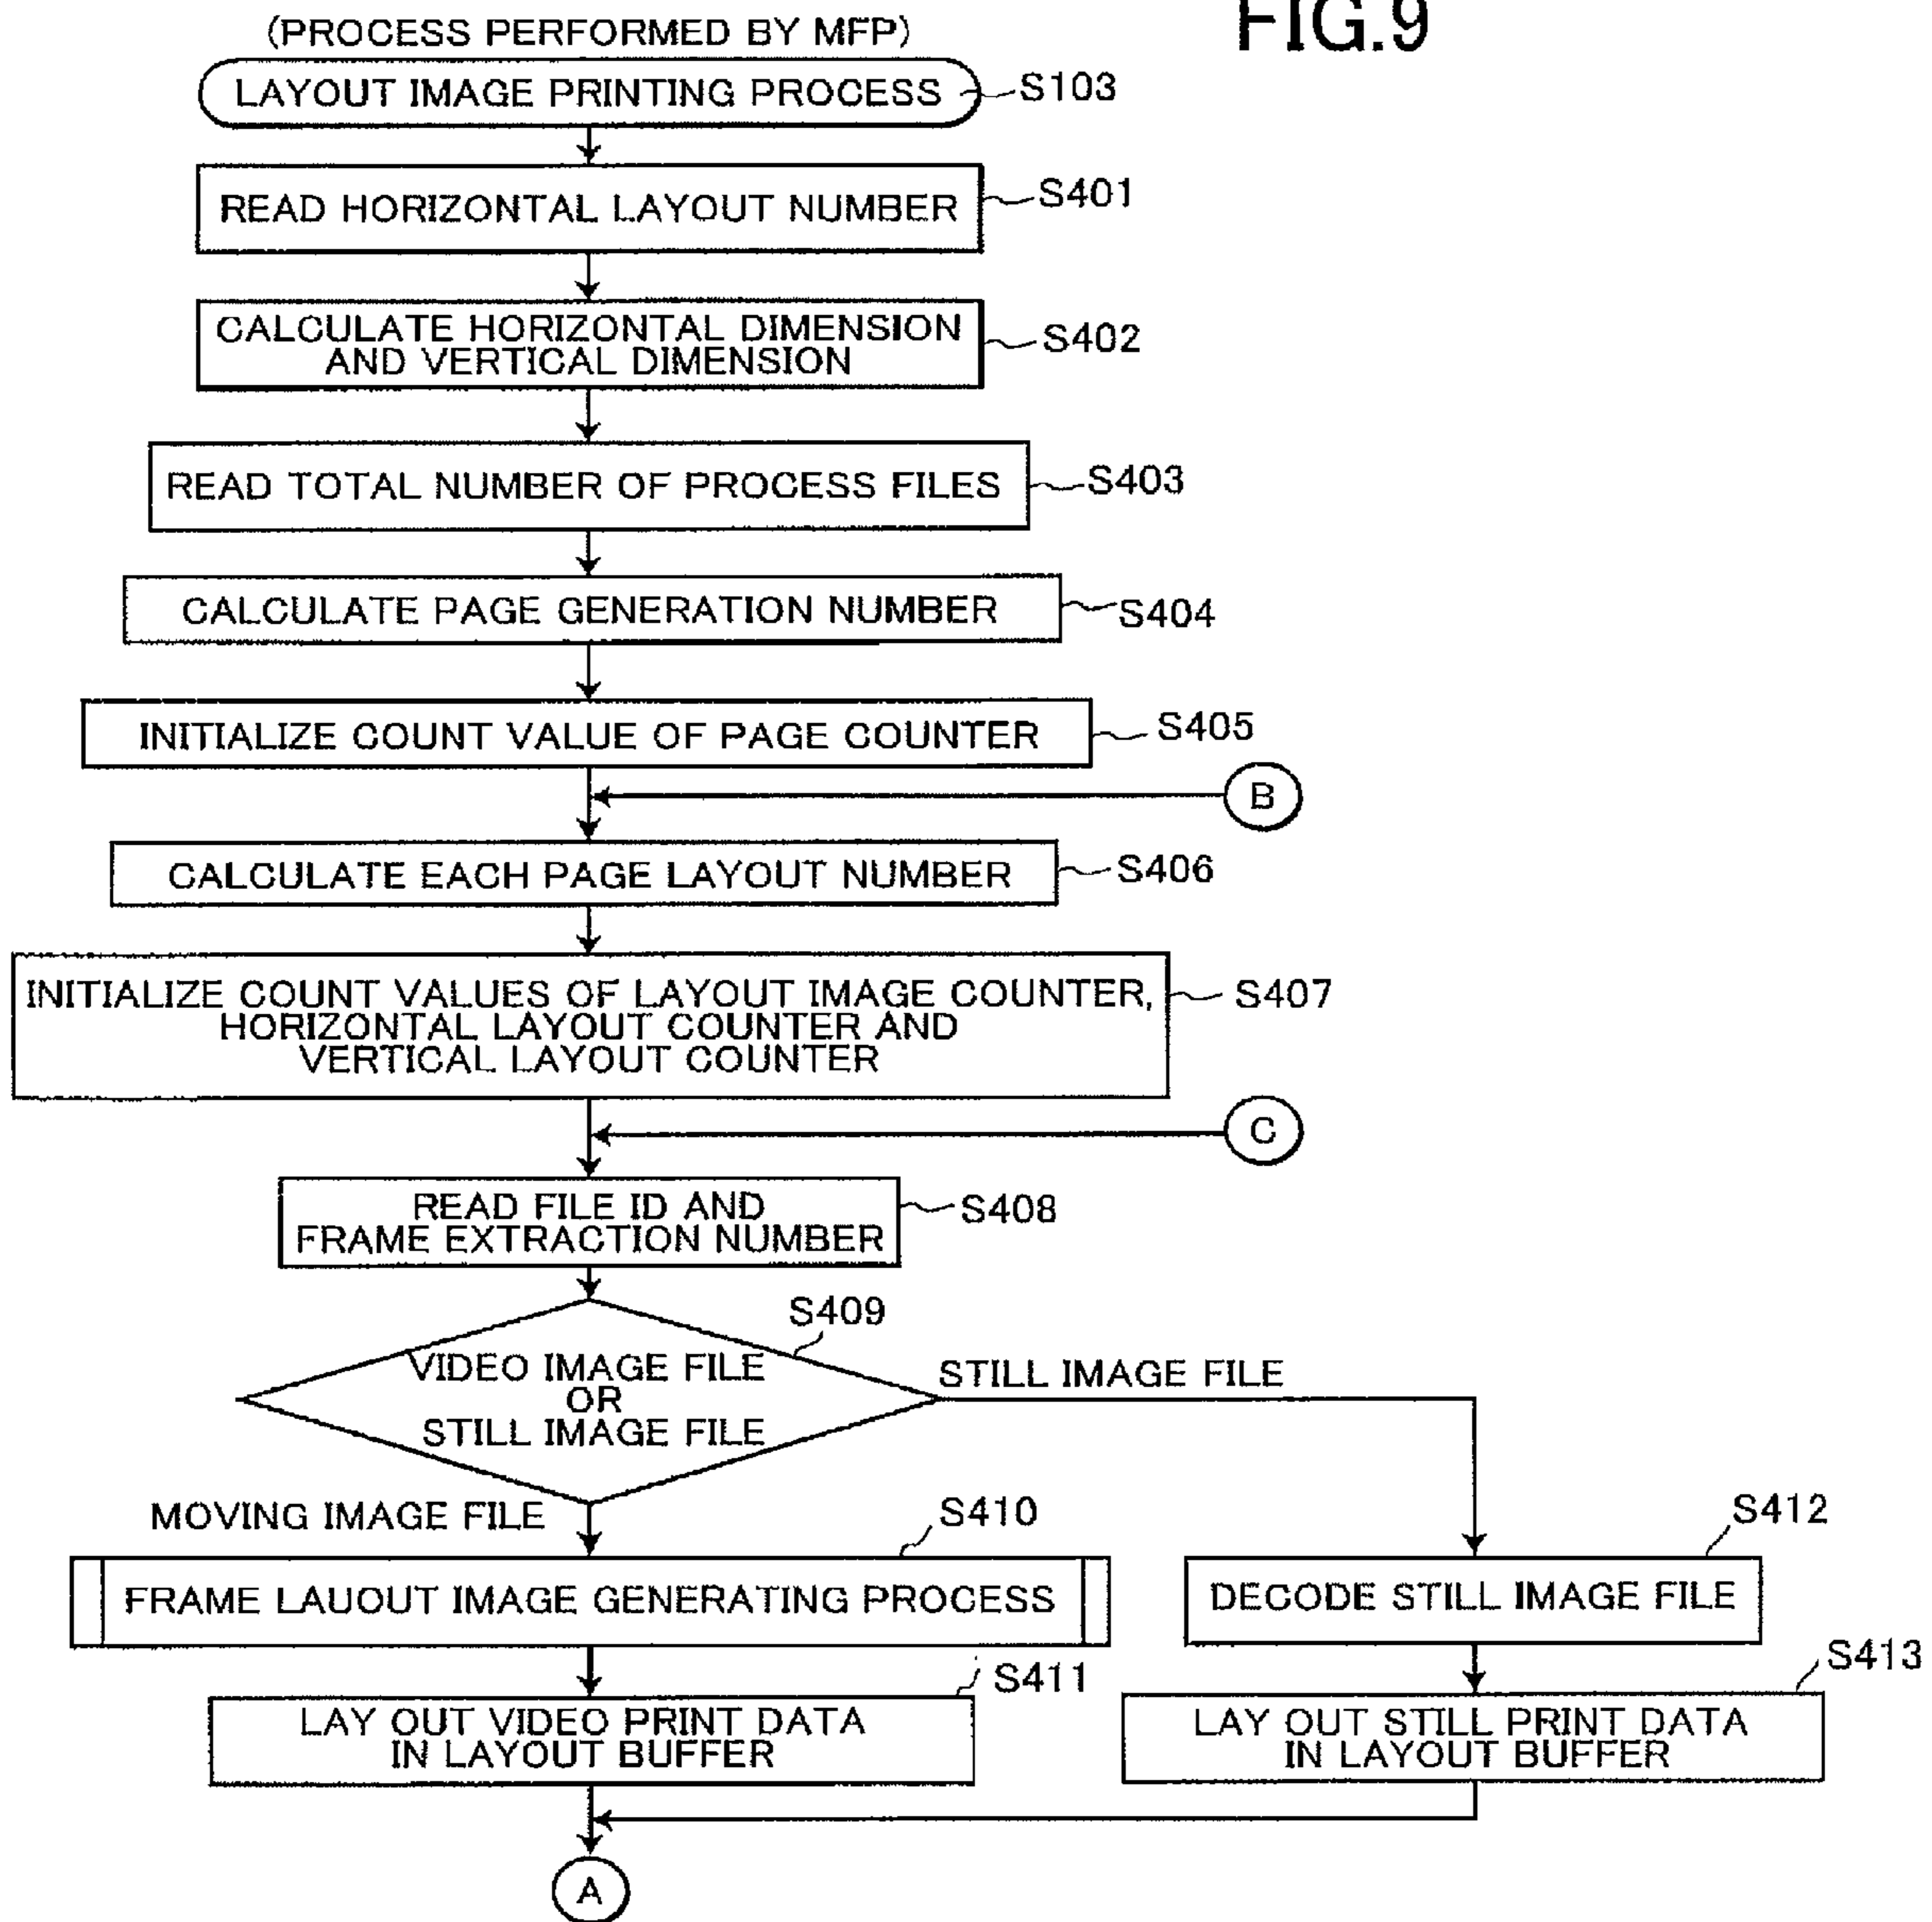 FIG.9
(PROCESS PERFORMED BY MFP)
LAYOUT IMAGE PRINTING PROCESS
S103
READ HORIZONTAL LAYOUT NUMBER
S401
CALCULATE HORIZONTAL DIMENSION
AND VERTICAL DIMENSION
S402
READ TOTAL NUMBER OF PROCESS FILES
S403
CALCULATE PAGE GENERATION NUMBER
S404
INITIALIZE COUNT VALUE OF PAGE COUNTER
S405
B
CALCULATE EACH PAGE LAYOUT NUMBER
S406
INITIALIZE COUNT VALUES OF LAYOUT IMAGE COUNTER,
HORIZONTAL LAYOUT COUNTER AND
VERTICAL LAYOUT COUNTER
S407
C
READ FILE ID AND
FRAME EXTRACTION NUMBER
S408
S409
VIDEO IMAGE FILE
OR
STILL IMAGE FILE
STILL IMAGE FILE
MOVING IMAGE FILE
S410
FRAME LAUOUT IMAGE GENERATING PROCESS
S412
DECODE STILL IMAGE FILE
S411
LAY OUT VIDEO PRINT DATA
IN LAYOUT BUFFER
S413
LAY OUT STILL PRINT DATA
IN LAYOUT BUFFER
A